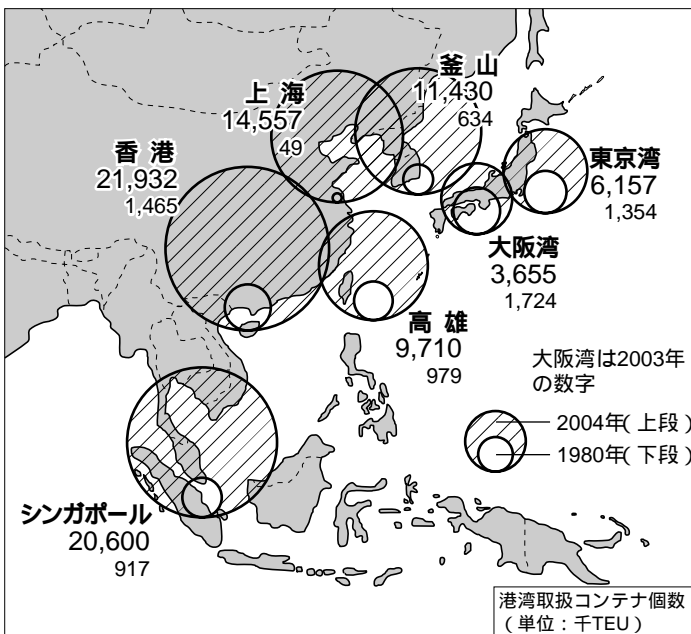 釜 山
11,430
634
上 海
14,557
49
香 港
21,932
1,465
東京湾
6,157
1,354
大阪湾
3,655
1,724
高 雄
9,710
979
大阪湾は2003年
の数字
2004年(上段)
1980年(下段)
シンガポール
20,600
917
港湾取扱コンテナ個数
(単位：千TEU)